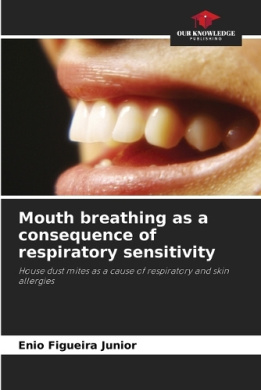 OUR KNOWLEDGE
PUBLISHING
Mouth breathing as a
consequence of
respiratory sensitivity
House dust mites as a cause of respiratory and skin
allergies
Enio Figueira Junior